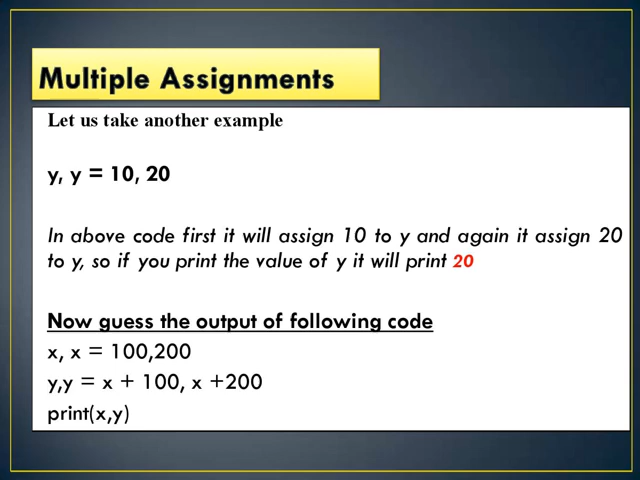 Multiple Assignments
Let us take another example
y, y = 10, 20
In above code first it will assign 10 to y and again it assign 20
to y, so if you print the value of y it will print 20
Now guess the output of following code
x, x = 100,200
y,y = x + 100, x +200
print(x,y)